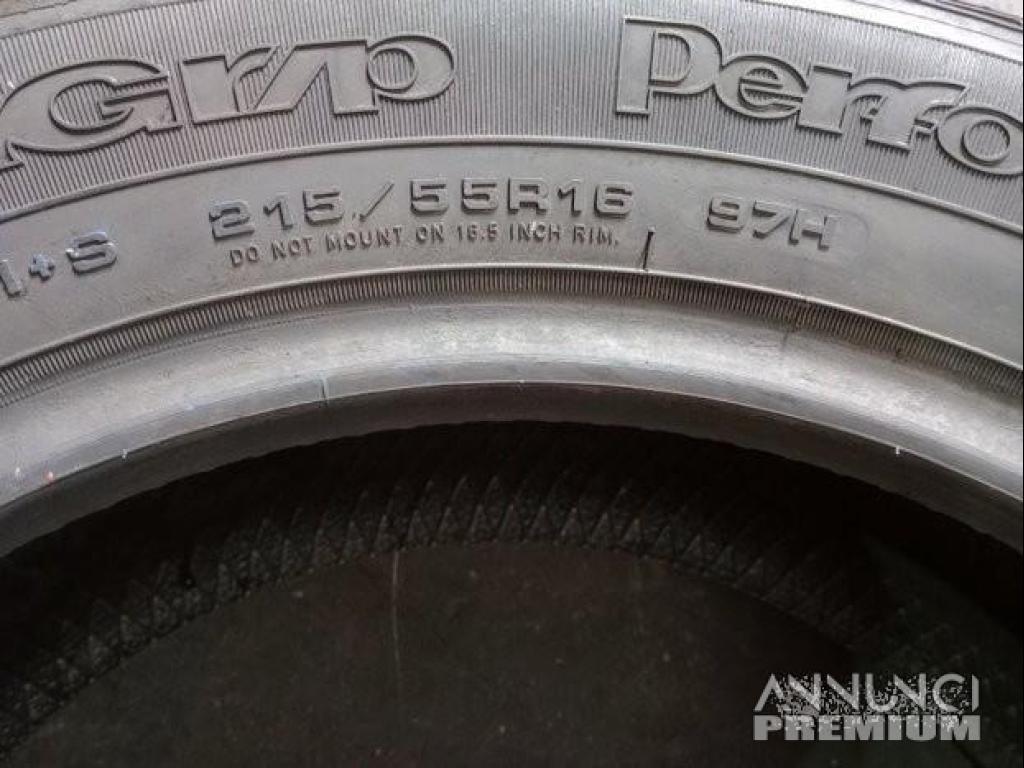 Grip Perfo
+S 215/55R16 97H
DO NOT MOUNT ON 16.5 INCH RIM.
ANNUNCI
PREMIUM